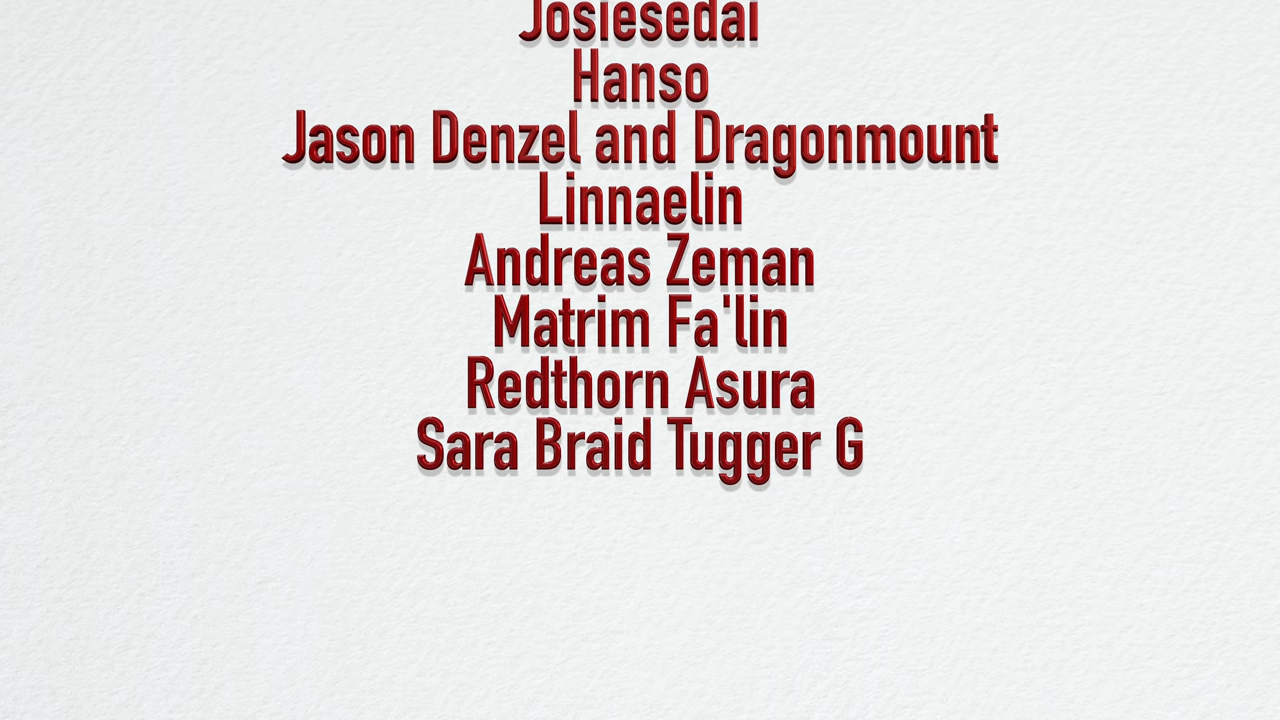 Josiesedai
Hanso
Jason Denzel and Dragonmount
Linnaelin
Andreas Zeman
Matrim Fa'lin
Redthorn Asura
Sara Braid Tugger G